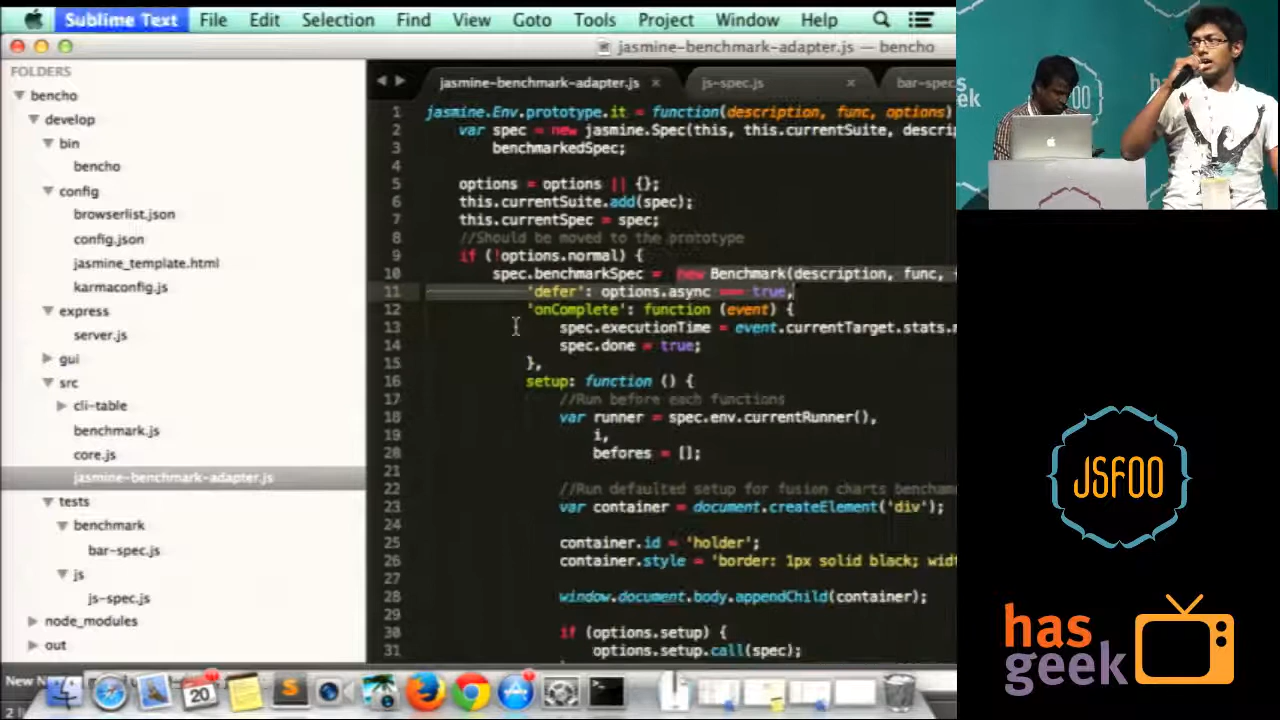 Sublime Text File Edit Selection Find View Goto Tools Project Window Help
jasmine-benchmark-adapter.js — bencho
FOLDERS
bencho
develop
bin
bencho
config
browserlist.json
config.json
jasmine_template.html
karmaconfig.js
express
server.js
gui
src
cli-table
benchmark.js
core.js
jasmine-benchmark-adapter.js
tests
benchmark
bar-spec.js
js
js-spec.js
node_modules
out
jasmine-benchmark-adapter.js × js-spec.js × bar-spec
1 jasmine.Env.prototype.it = function(description, func, options)
2 var spec = new jasmine.Spec(this, this.currentSuite, descri
3 benchmarkedSpec;
4
5 options = options || {};
6 this.currentSuite.add(spec);
7 this.currentSpec = spec;
8 //Should be moved to the prototype
9 if (!options.normal) {
10 spec.benchmarkSpec = new Benchmark(description, func, {
11 'defer': options.async === true,
12 'onComplete': function (event) {
13 spec.executionTime = event.currentTarget.stats.m
14 spec.done = true;
15 },
16 setup: function () {
17 //Run before each functions
18 var runner = spec.env.currentRunner(),
19 i,
20 befores = [];
21
22 //Run defaulted setup for fusion charts bencham
23 var container = document.createElement('div');
24
25 container.id = 'holder';
26 container.style = 'border: 1px solid black; widt
27
28 window.document.body.appendChild(container);
29
30 if (options.setup) {
31 options.setup.call(spec);
20
has
geek
JSFOO
has
JSFOO
has
geek